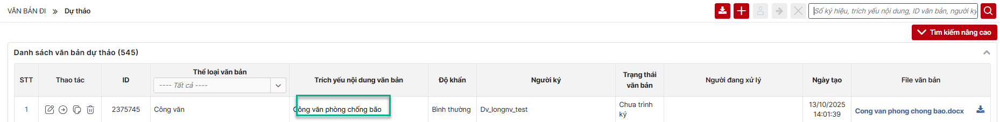 VĂN BẢN ĐI » Dự thảo
Số ký hiệu, trích yếu nội dung, ID văn bản, người ký
Tìm kiếm nâng cao
Danh sách văn bản dự thảo (545)
STT
Thao tác
ID
Thể loại văn bản
---- Tất cả ----
Trích yếu nội dung văn bản
Độ khẩn
Người ký
Trạng thái
văn bản
Người đang xử lý
Ngày tạo
File văn bản
1
2375745
Công văn
Công văn phòng chống bão
Bình thường
Dv_longnv_test
Chưa trình
ký
13/10/2025
14:01:39
Cong van phong chong bao.docx